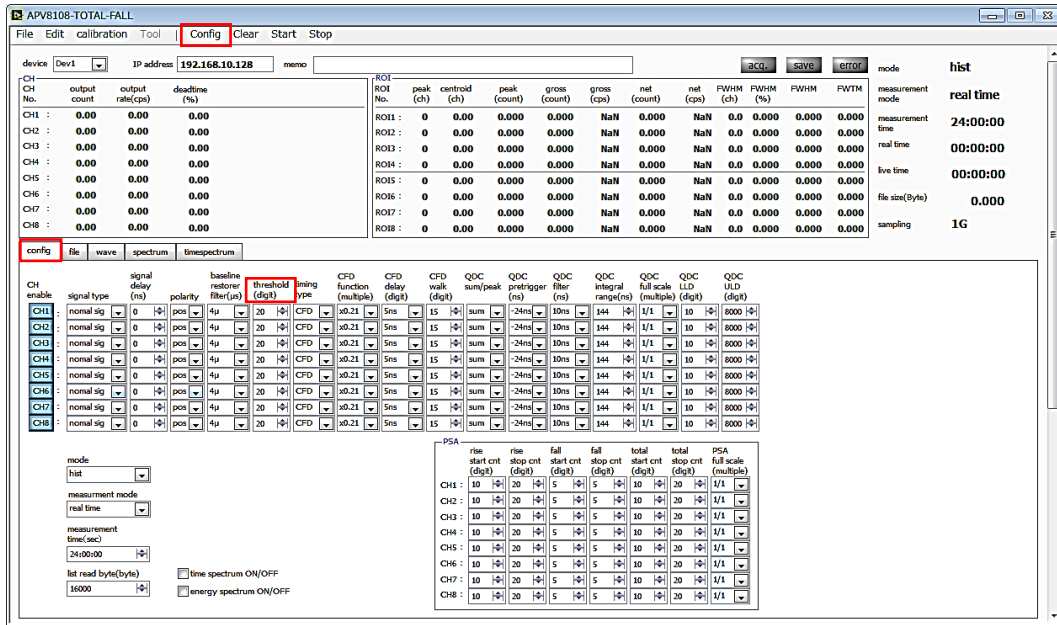 APV8108-TOTAL-FALL
File Edit calibration Tool | Config Clear Start Stop
device Dev1 IP address 192.168.10.128 memo acq. save error mode hist
CH
CH No. output count output rate(cps) deadtime (%)
CH1 : 0.00 0.00 0.00
CH2 : 0.00 0.00 0.00
CH3 : 0.00 0.00 0.00
CH4 : 0.00 0.00 0.00
CH5 : 0.00 0.00 0.00
CH6 : 0.00 0.00 0.00
CH7 : 0.00 0.00 0.00
CH8 : 0.00 0.00 0.00
ROI
ROI No. peak (ch) centroid (ch) peak (count) gross (count) gross (cps) net (count) net (cps) FWHM (ch) FWHM (%) FWHM FWTM
ROI1 : 0 0.00 0.000 0.000 NaN 0.000 NaN 0.0 0.000 0.000 0.000
ROI2 : 0 0.00 0.000 0.000 NaN 0.000 NaN 0.0 0.000 0.000 0.000
ROI3 : 0 0.00 0.000 0.000 NaN 0.000 NaN 0.0 0.000 0.000 0.000
ROI4 : 0 0.00 0.000 0.000 NaN 0.000 NaN 0.0 0.000 0.000 0.000
ROI5 : 0 0.00 0.000 0.000 NaN 0.000 NaN 0.0 0.000 0.000 0.000
ROI6 : 0 0.00 0.000 0.000 NaN 0.000 NaN 0.0 0.000 0.000 0.000
ROI7 : 0 0.00 0.000 0.000 NaN 0.000 NaN 0.0 0.000 0.000 0.000
ROI8 : 0 0.00 0.000 0.000 NaN 0.000 NaN 0.0 0.000 0.000 0.000
measurement mode real time
measurement time 24:00:00
real time 00:00:00
live time 00:00:00
file size(Byte) 0.000
sampling 1G
config file wave spectrum timespectrum
CH enable signal type signal delay (ns) polarity baseline restorer filter(μs) threshold (digit) timing type CFD function (multiple) CFD delay (digit) CFD walk (digit) QDC sum/peak QDC pretrigger (ns) QDC filter (ns) QDC integral range(ns) QDC full scale (multiple) QDC LLD (digit) QDC ULD (digit)
CH1 : nomal sig 0 pos 4μ 20 CFD x0.21 5ns 15 sum -24ns 10ns 144 1/1 10 8000
CH2 : nomal sig 0 pos 4μ 20 CFD x0.21 5ns 15 sum -24ns 10ns 144 1/1 10 8000
CH3 : nomal sig 0 pos 4μ 20 CFD x0.21 5ns 15 sum -24ns 10ns 144 1/1 10 8000
CH4 : nomal sig 0 pos 4μ 20 CFD x0.21 5ns 15 sum -24ns 10ns 144 1/1 10 8000
CH5 : nomal sig 0 pos 4μ 20 CFD x0.21 5ns 15 sum -24ns 10ns 144 1/1 10 8000
CH6 : nomal sig 0 pos 4μ 20 CFD x0.21 5ns 15 sum -24ns 10ns 144 1/1 10 8000
CH7 : nomal sig 0 pos 4μ 20 CFD x0.21 5ns 15 sum -24ns 10ns 144 1/1 10 8000
CH8 : nomal sig 0 pos 4μ 20 CFD x0.21 5ns 15 sum -24ns 10ns 144 1/1 10 8000
mode
hist
measurment mode
real time
measurement time(sec)
24:00:00
list read byte(byte)
16000
time spectrum ON/OFF
energy spectrum ON/OFF
PSA
rise start cnt (digit) rise stop cnt (digit) fall start cnt (digit) fall stop cnt (digit) total start cnt (digit) total stop cnt (digit) PSA full scale (multiple)
CH1 : 10 20 5 5 10 20 1/1
CH2 : 10 20 5 5 10 20 1/1
CH3 : 10 20 5 5 10 20 1/1
CH4 : 10 20 5 5 10 20 1/1
CH5 : 10 20 5 5 10 20 1/1
CH6 : 10 20 5 5 10 20 1/1
CH7 : 10 20 5 5 10 20 1/1
CH8 : 10 20 5 5 10 20 1/1